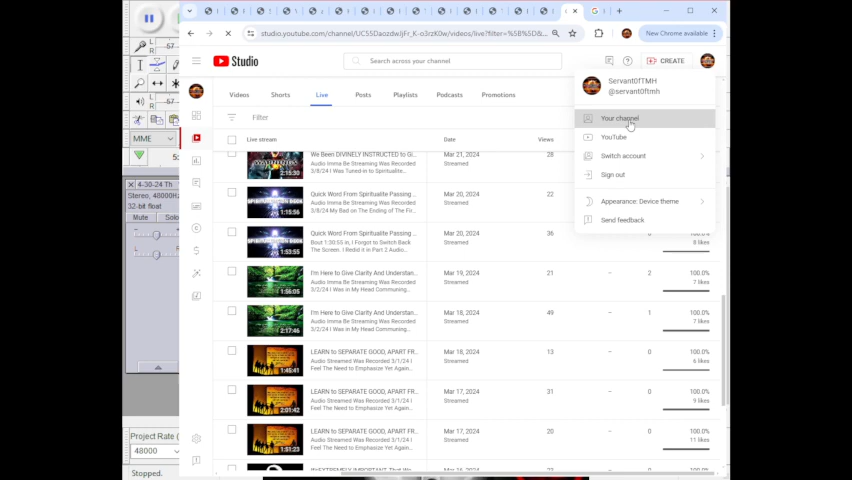 New Chrome available
studio.youtube.com/channel/
Studio
Search across your channel
CREATE
Servant0fTMH
@servant0ftmh
Your channel
YouTube
Switch account
Sign out
Appearance: Device theme
Send feedback
Videos
Shorts
Live
Posts
Playlists
Podcasts
Promotions
Filter
Live stream
Date
Views
We Been DIVINELY INSTRUCTED to Gi...
Audio Imma Be Streaming Was Recorded
3/18/24 I Was Tuned in to Spiritualite...
2:15:30
Mar 21, 2024
Streamed
28
Quick Word From Spiritualite Passing ...
Audio Imma Be Streaming Was Recorded
3/8/24 My Bad on The Ending of The Fir...
1:15:56
Mar 20, 2024
Streamed
22
Quick Word From Spiritualite Passing ...
Bout 1:50:55 in, I Forgot to Switch Back
The Screen. I Redid it in Part 2 Audio ...
1:53:55
Mar 20, 2024
Streamed
36
8 likes
I'm Here to Give Clarity And Understan...
Audio Imma Be Streaming Was Recorded
3/2/24 I Was in My Head Communing...
1:56:05
Mar 19, 2024
Streamed
21
–
2
100.0%
7 likes
I'm Here to Give Clarity And Understan...
Audio Imma Be Streaming Was Recorded
3/2/24 I Was in My Head Communing...
2:17:46
Mar 19, 2024
Streamed
49
–
1
100.0%
7 likes
LEARN to SEPARATE GOOD, APART FR...
Audio Streamed Was Recorded 3/1/24 I
Feel The Need to Emphasize Yet Again...
1:45:41
Mar 18, 2024
Streamed
13
–
0
100.0%
6 likes
LEARN to SEPARATE GOOD, APART FR...
Audio Streamed Was Recorded 3/1/24 I
Feel The Need to Emphasize Yet Again...
2:01:42
Mar 17, 2024
Streamed
31
–
0
100.0%
9 likes
LEARN to SEPARATE GOOD, APART FR...
Audio Streamed Was Recorded 3/1/24 I
Feel The Need to Emphasize Yet Again...
1:51:23
Mar 17, 2024
Streamed
20
–
0
100.0%
11 likes
-57
-57
MME
4-30-24 Th
Stereo, 48000Hz
32-bit float
Mute
Solo
L
R
Project Rate (
48000
Stopped.